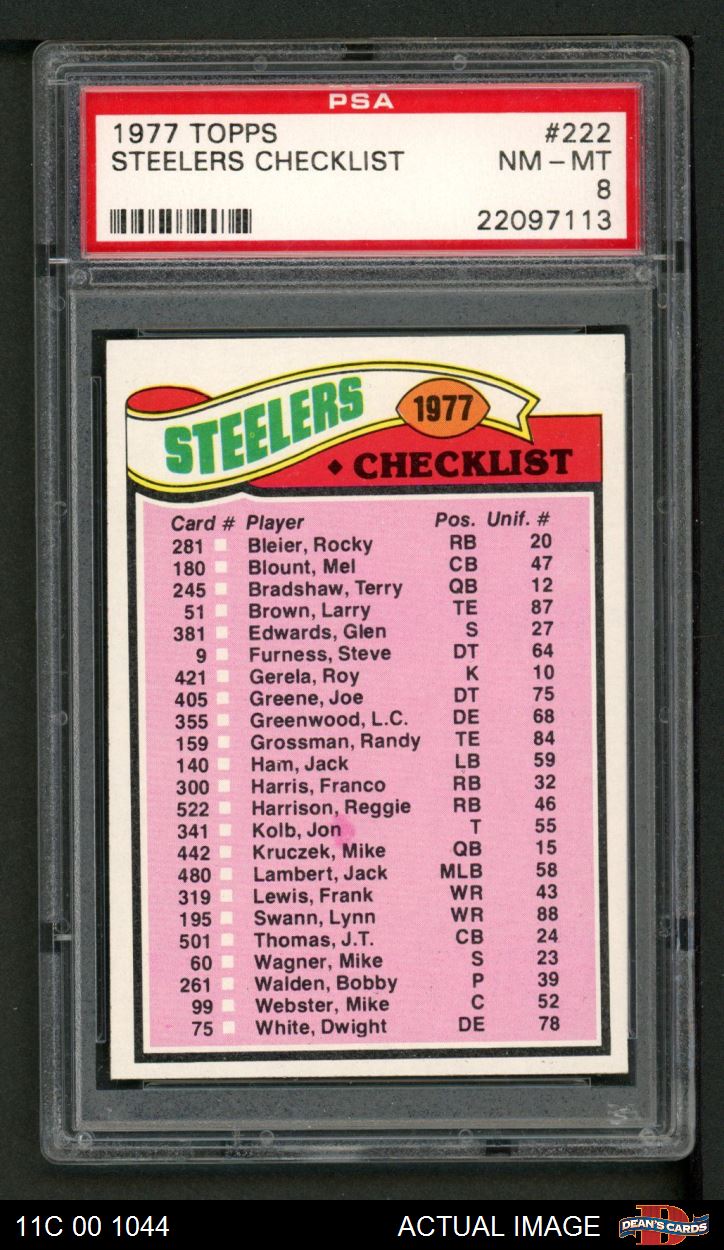 PSA
1977 TOPPS #222
STEELERS CHECKLIST NM - MT
8
22097113
STEELERS 1977
♦ CHECKLIST
Card # Player Pos. Unif. #
281 Bleier, Rocky RB 20
180 Blount, Mel CB 47
245 Bradshaw, Terry QB 12
51 Brown, Larry TE 87
381 Edwards, Glen S 27
9 Furness, Steve DT 64
421 Gerela, Roy K 10
405 Greene, Joe DT 75
355 Greenwood, L.C. DE 68
159 Grossman, Randy TE 84
140 Ham, Jack LB 59
300 Harris, Franco RB 32
522 Harrison, Reggie RB 46
341 Kolb, Jon T 55
442 Kruczek, Mike QB 15
480 Lambert, Jack MLB 58
319 Lewis, Frank WR 43
195 Swann, Lynn WR 88
501 Thomas, J.T. CB 24
60 Wagner, Mike S 23
261 Walden, Bobby P 39
99 Webster, Mike C 52
75 White, Dwight DE 78
11C 00 1044 ACTUAL IMAGE DEAN'S CARDS